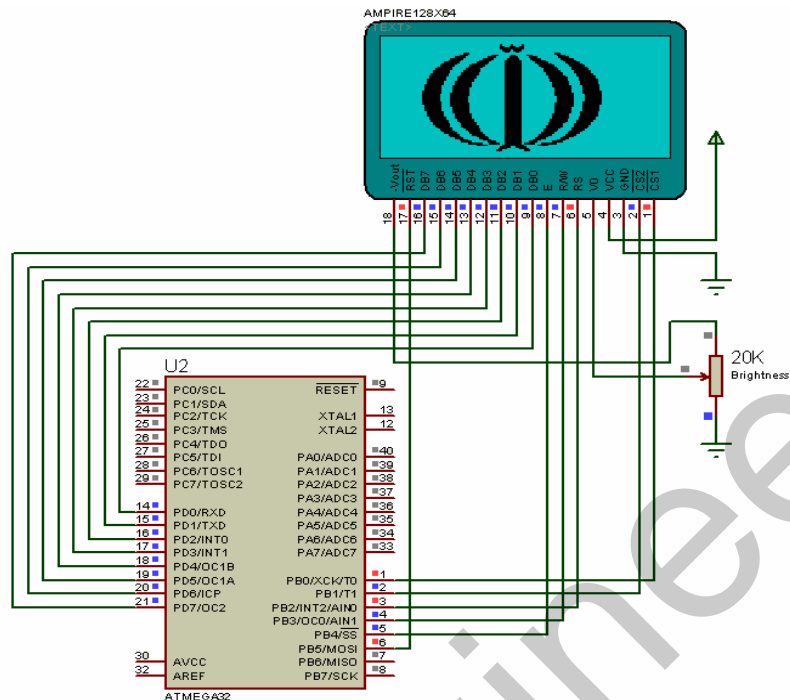 AMPIRE128X64
<TEXT>
-Vout
RST
DB7
DB6
DB5
DB4
DB3
DB2
DB1
DB0
E
R/W
RS
V0
VCC
GND
CS2
CS1
18
17
16
15
14
13
12
11
10
9
8
7
6
5
4
3
2
1
20K
Brightness
U2
22 PC0/SCL RESET 9
23 PC1/SDA
24 PC2/TCK XTAL1 13
25 PC3/TMS XTAL2 12
26 PC4/TDO
27 PC5/TDI PA0/ADC0 40
28 PC6/TOSC1 PA1/ADC1 39
29 PC7/TOSC2 PA2/ADC2 38
PA3/ADC3 37
14 PD0/RXD PA4/ADC4 36
15 PD1/TXD PA5/ADC5 35
16 PD2/INT0 PA6/ADC6 34
17 PD3/INT1 PA7/ADC7 33
18 PD4/OC1B
19 PD5/OC1A PB0/XCK/T0 1
20 PD6/ICP PB1/T1 2
21 PD7/OC2 PB2/INT2/AIN0 3
PB3/OC0/AIN1 4
PB4/SS 5
PB5/MOSI 6
30 AVCC PB6/MISO 7
32 AREF PB7/SCK 8
ATMEGA32